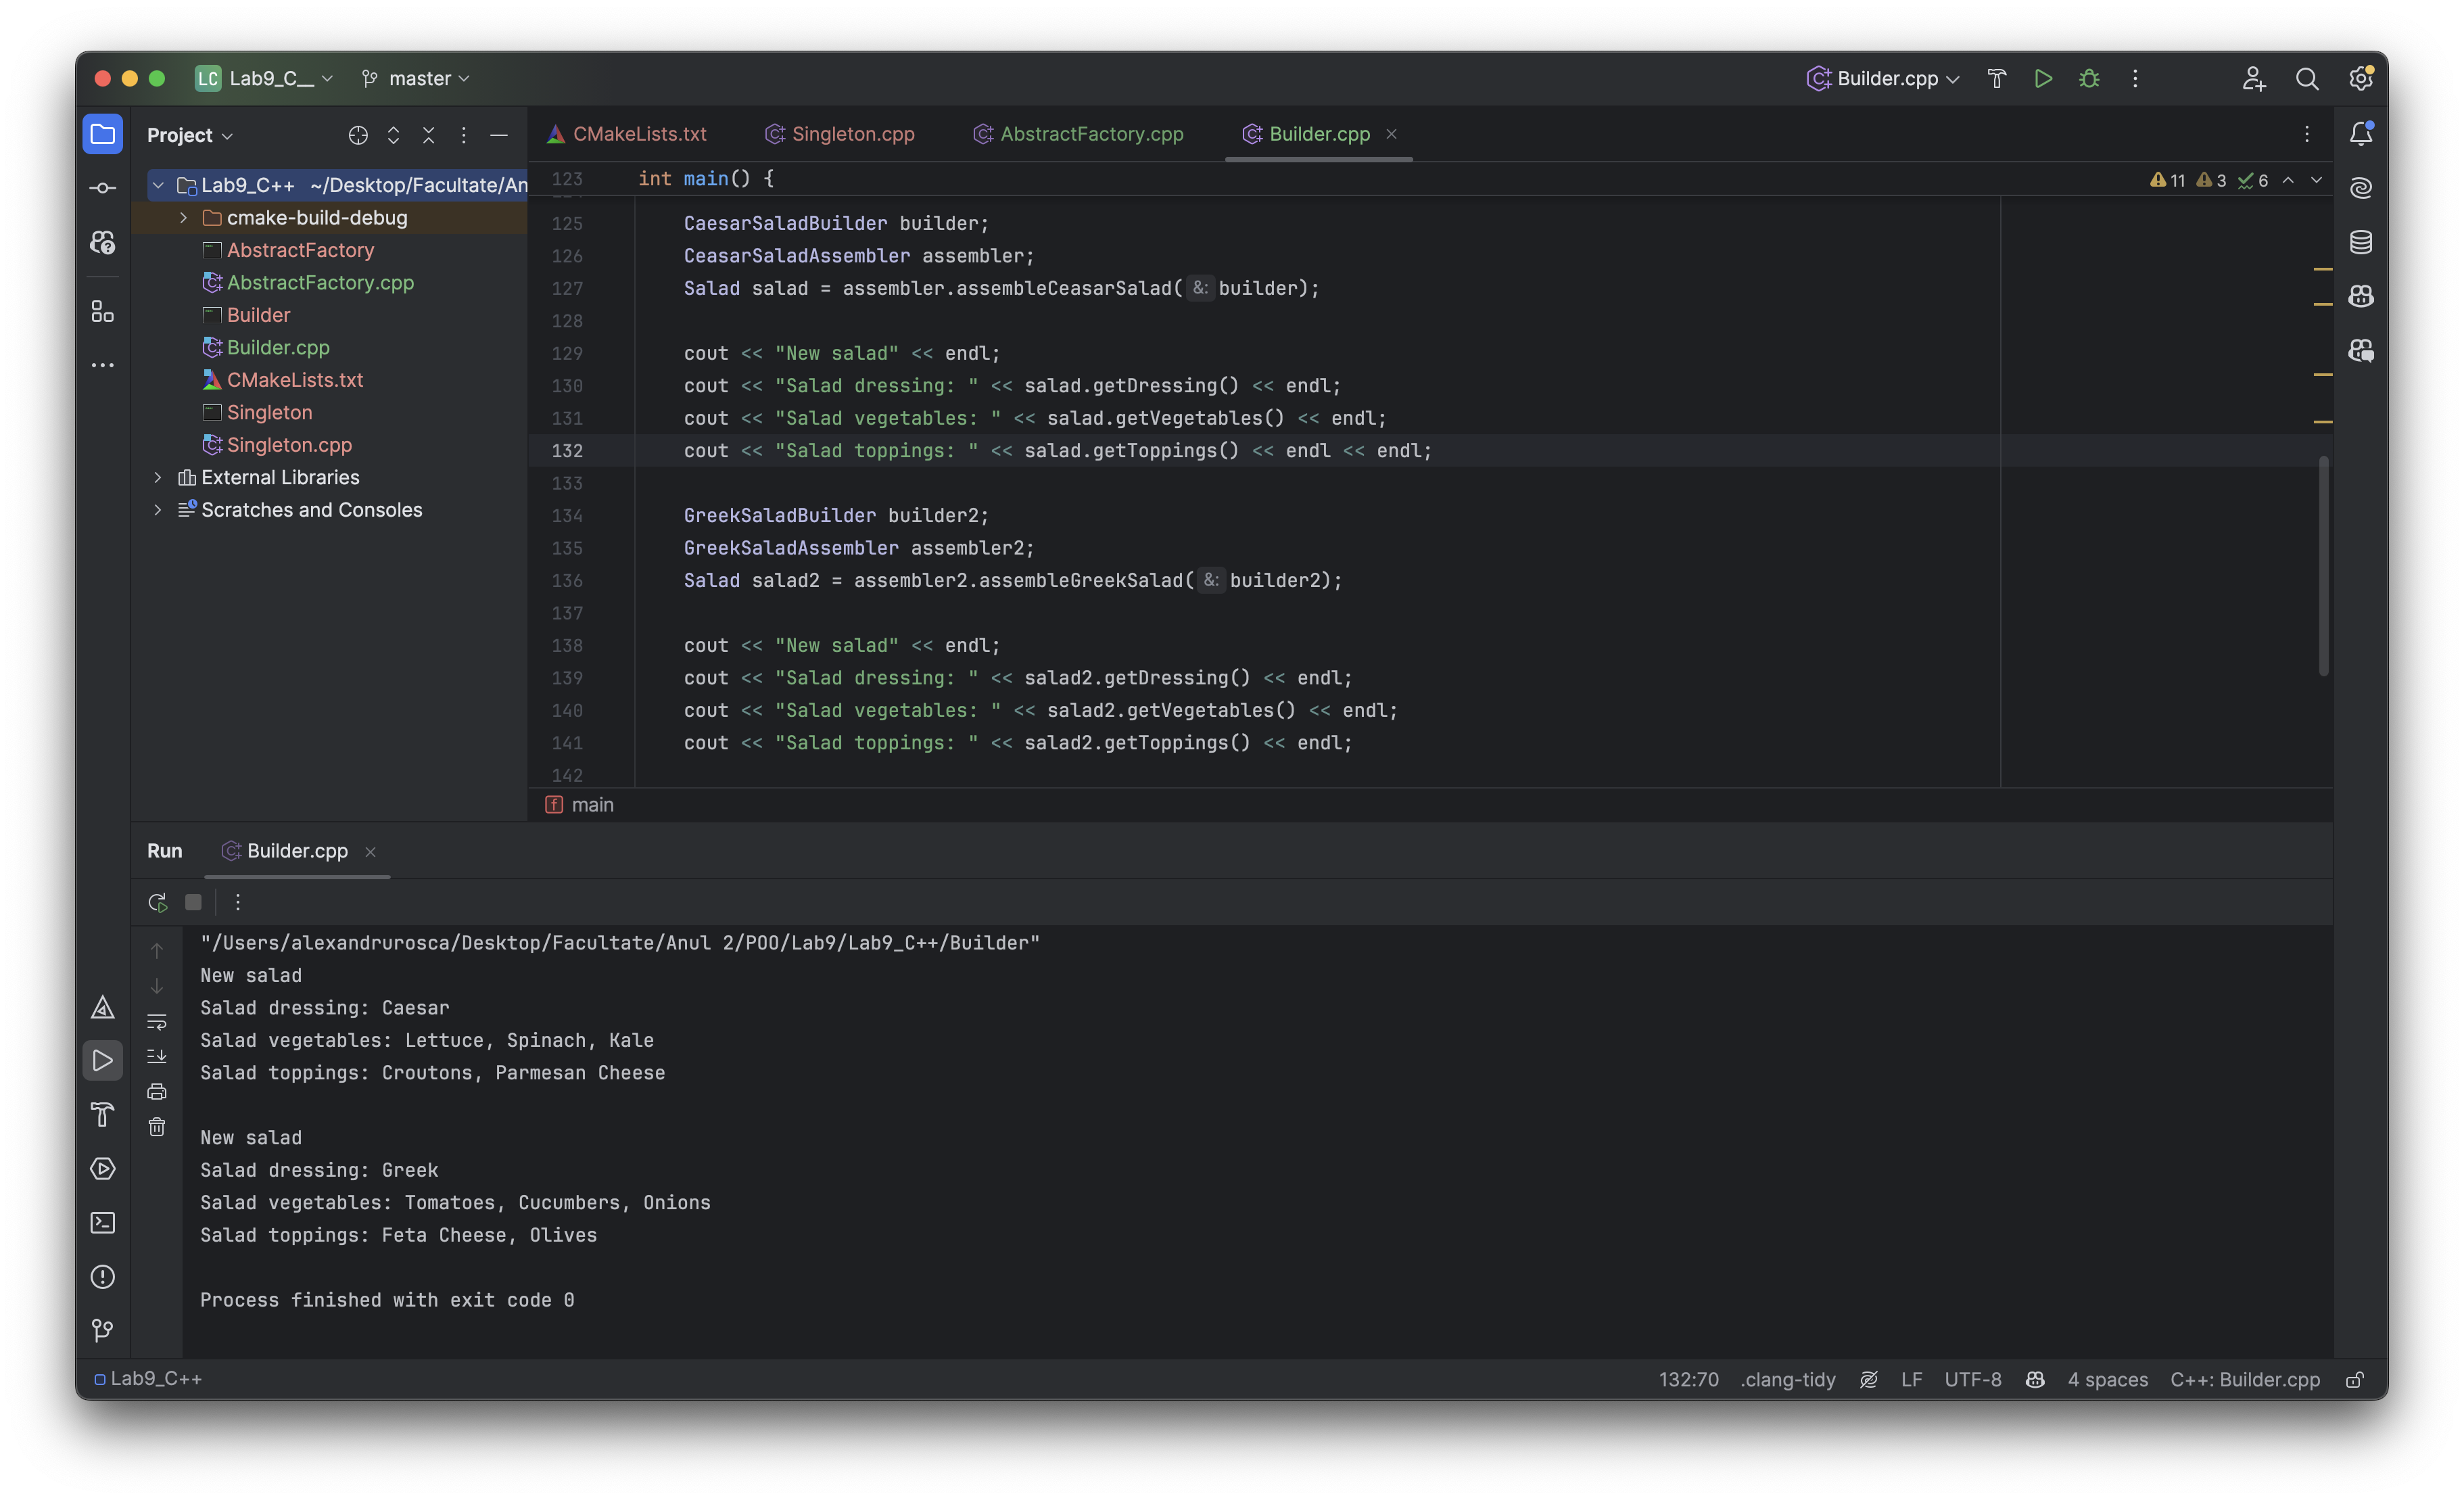 LC Lab9_C__ master Builder.cpp
Project
CMakeLists.txt Singleton.cpp AbstractFactory.cpp Builder.cpp
Lab9_C++ ~/Desktop/Facultate/An
cmake-build-debug
AbstractFactory
AbstractFactory.cpp
Builder
Builder.cpp
CMakeLists.txt
Singleton
Singleton.cpp
External Libraries
Scratches and Consoles
123 int main() {
11 3 6
125 CaesarSaladBuilder builder;
126 CeasarSaladAssembler assembler;
127 Salad salad = assembler.assembleCeasarSalad( &: builder);
128
129 cout << "New salad" << endl;
130 cout << "Salad dressing: " << salad.getDressing() << endl;
131 cout << "Salad vegetables: " << salad.getVegetables() << endl;
132 cout << "Salad toppings: " << salad.getToppings() << endl << endl;
133
134 GreekSaladBuilder builder2;
135 GreekSaladAssembler assembler2;
136 Salad salad2 = assembler2.assembleGreekSalad( &: builder2);
137
138 cout << "New salad" << endl;
139 cout << "Salad dressing: " << salad2.getDressing() << endl;
140 cout << "Salad vegetables: " << salad2.getVegetables() << endl;
141 cout << "Salad toppings: " << salad2.getToppings() << endl;
142
f main
Run Builder.cpp
"/Users/alexandrurosca/Desktop/Facultate/Anul 2/POO/Lab9/Lab9_C++/Builder"
New salad
Salad dressing: Caesar
Salad vegetables: Lettuce, Spinach, Kale
Salad toppings: Croutons, Parmesan Cheese
New salad
Salad dressing: Greek
Salad vegetables: Tomatoes, Cucumbers, Onions
Salad toppings: Feta Cheese, Olives
Process finished with exit code 0
Lab9_C++ 132:70 .clang-tidy LF UTF-8 4 spaces C++: Builder.cpp